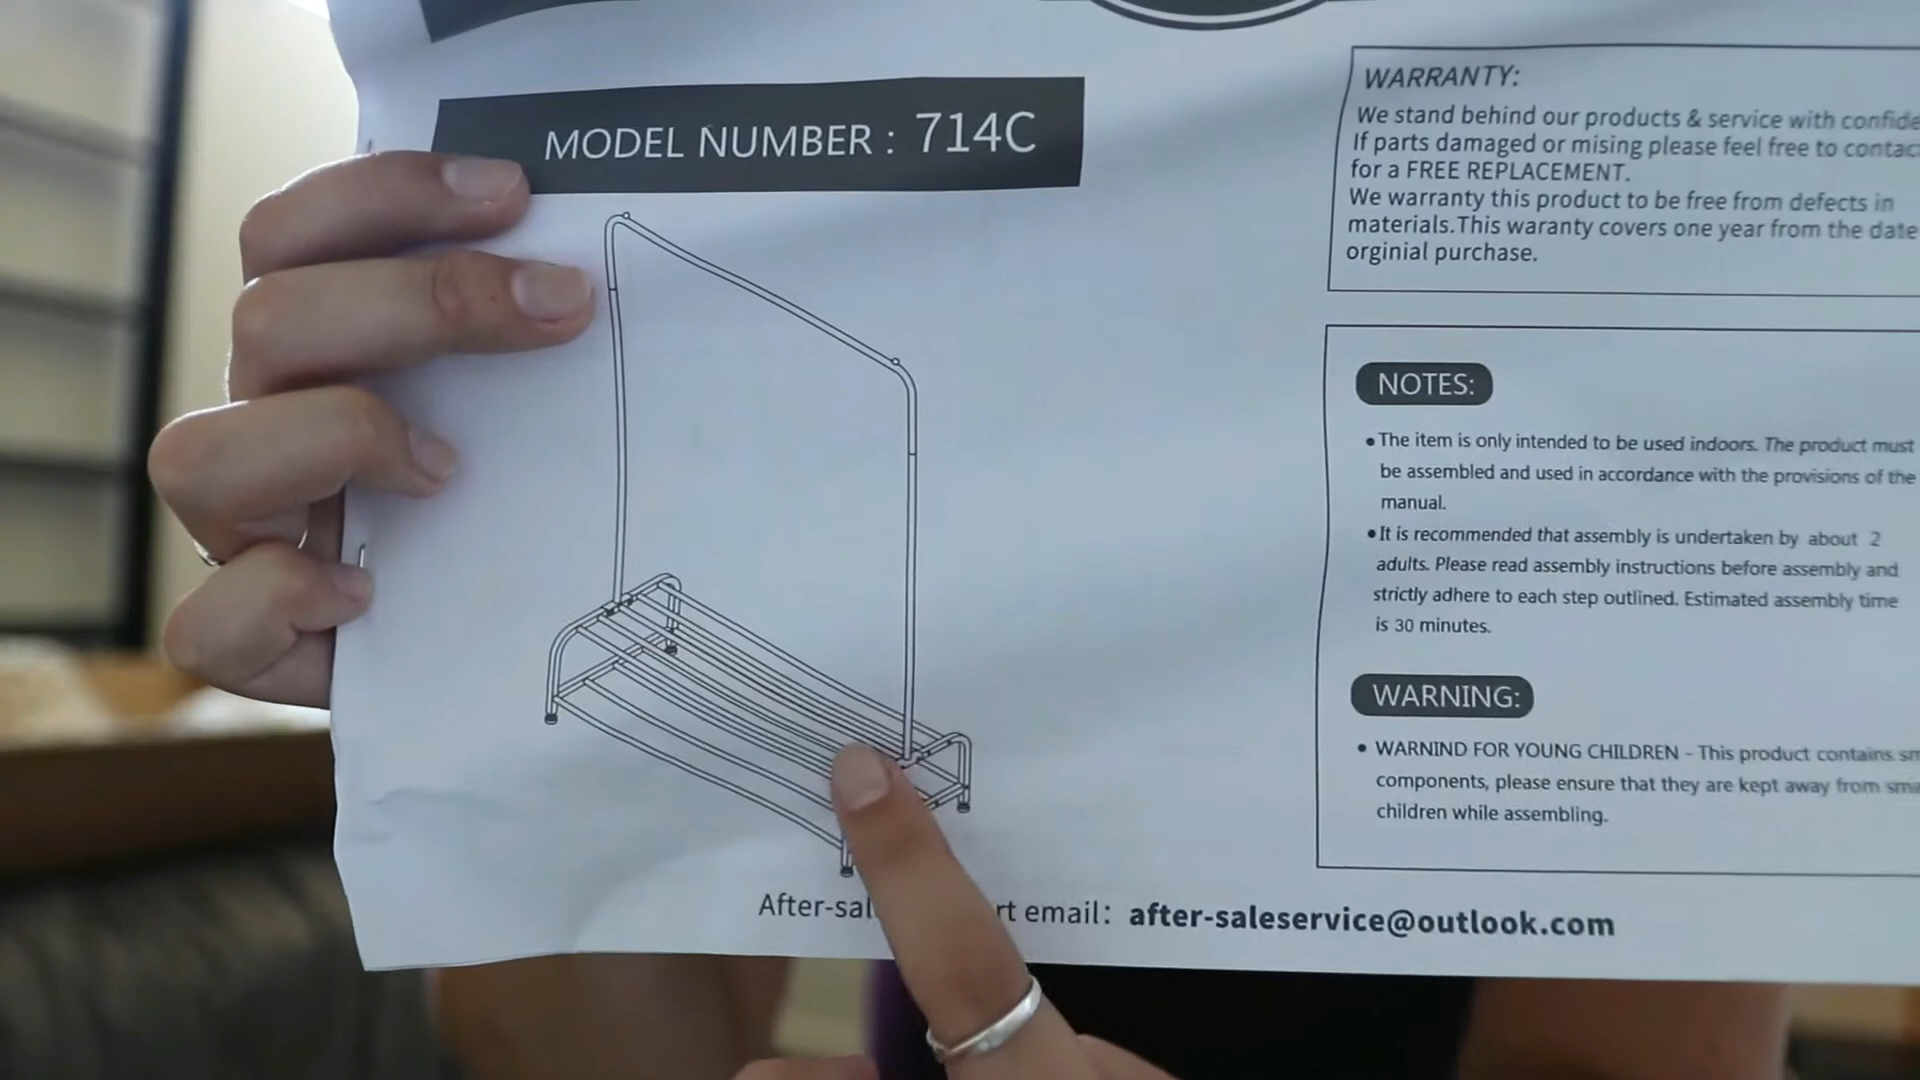 MODEL NUMBER : 714C
WARRANTY:
We stand behind our products & service with
If parts damaged or mising please feel free to
for a FREE REPLACEMENT.
We warranty this product to be free from defects in
materials.This waranty covers one year from the date
orginial purchase.
NOTES:
• The item is only intended to be used indoors. The product must
be assembled and used in accordance with the provisions of the
manual.
• It is recommended that assembly is undertaken by about 2
adults. Please read assembly instructions before assembly and
strictly adhere to each step outlined. Estimated assembly time
is 30 minutes.
WARNING:
• WARNIND FOR YOUNG CHILDREN - This product contains
components, please ensure that they are kept away from
children while assembling.
email: after-saleservice@outlook.com